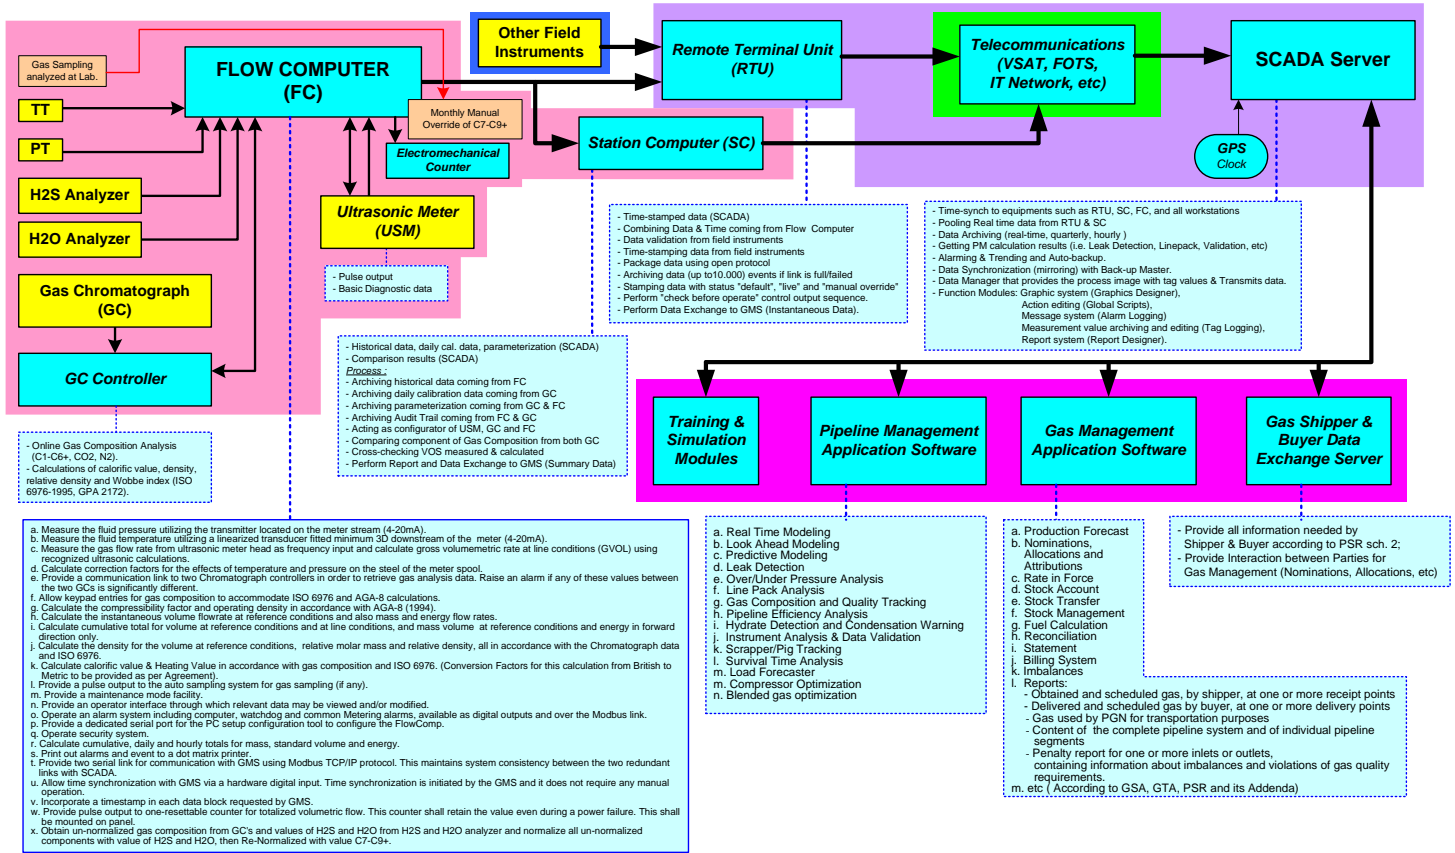 Other Field
Instruments
Remote Terminal Unit
(RTU)
Telecommunications
(VSAT, FOTS,
IT Network, etc)
SCADA Server
Gas Sampling
analyzed at Lab.
FLOW COMPUTER
(FC)
Monthly Manual
Override of C7-C9+
TT
PT
Electromechanical
Counter
Station Computer (SC)
GPS
Clock
H2S Analyzer
H2O Analyzer
Ultrasonic Meter
(USM)
- Pulse output
- Basic Diagnostic data
Gas Chromatograph
(GC)
GC Controller
- Time-stamped data (SCADA)
- Combining Data & Time coming from Flow Computer
- Data validation from field instruments
- Time-stamping data from field instruments
- Package data using open protocol
- Archiving data (up to10.000) events if link is full/failed
- Stamping data with status "default", "live" and "manual override"
- Perform "check before operate" control output sequence.
- Perform Data Exchange to GMS (Instantaneous Data).
- Time-synch to equipments such as RTU, SC, FC, and all workstations
- Pooling Real time data from RTU & SC
- Data Archiving (real-time, quarterly, hourly )
- Getting PM calculation results (i.e. Leak Detection, Linepack, Validation, etc)
- Alarming & Trending and Auto-backup.
- Data Synchronization (mirroring) with Back-up Master.
- Data Manager that provides the process image with tag values & Transmits data.
- Function Modules: Graphic system (Graphics Designer),
Action editing (Global Scripts),
Message system (Alarm Logging)
Measurement value archiving and editing (Tag Logging),
Report system (Report Designer).
- Historical data, daily cal. data, parameterization (SCADA)
- Comparison results (SCADA)
Process :
- Archiving historical data coming from FC
- Archiving daily calibration data coming from GC
- Archiving parameterization coming from GC & FC
- Archiving Audit Trail coming from FC & GC
- Acting as configurator of USM, GC and FC
- Comparing component of Gas Composition from both GC
- Cross-checking VOS measured & calculated
- Perform Report and Data Exchange to GMS (Summary Data)
- Online Gas Composition Analysis
(C1-C6+, CO2, N2).
- Calculations of calorific value, density,
relative density and Wobbe index (ISO
6976-1995, GPA 2172).
Training &
Simulation
Modules
Pipeline Management
Application Software
Gas Management
Application Software
Gas Shipper &
Buyer Data
Exchange Server
a. Measure the fluid pressure utilizing the transmitter located on the meter stream (4-20mA).
b. Measure the fluid temperature utilizing a linearized transducer fitted minimum 3D downstream of the meter (4-20mA).
c. Measure the gas flow rate from ultrasonic meter head as frequency input and calculate gross volumemetric rate at line conditions (GVOL) using
recognized ultrasonic calculations.
d. Calculate correction factors for the effects of temperature and pressure on the steel of the meter spool.
e. Provide a communication link to two Chromatograph controllers in order to retrieve gas analysis data. Raise an alarm if any of these values between
the two GCs is significantly different.
f. Allow keypad entries for gas composition to accommodate ISO 6976 and AGA-8 calculations.
g. Calculate the compressibility factor and operating density in accordance with AGA-8 (1994).
h. Calculate the instantaneous volume flowrate at reference conditions and also mass and energy flow rates.
i. Calculate cumulative total for volume at reference conditions and at line conditions, and mass volume at reference conditions and energy in forward
direction only.
j. Calculate the density for the volume at reference conditions, relative molar mass and relative density, all in accordance with the Chromatograph data
and ISO 6976.
k. Calculate calorific value & Heating Value in accordance with gas composition and ISO 6976. (Conversion Factors for this calculation from British to
Metric to be provided as per Agreement).
l. Provide a pulse output to the auto sampling system for gas sampling (if any).
m. Provide a maintenance mode facility.
n. Provide an operator interface through which relevant data may be viewed and/or modified.
o. Operate an alarm system including computer, watchdog and common Metering alarms, available as digital outputs and over the Modbus link.
p. Provide a dedicated serial port for the PC setup configuration tool to configure the FlowComp.
q. Operate security system.
r. Calculate cumulative, daily and hourly totals for mass, standard volume and energy.
s. Print out alarms and event to a dot matrix printer.
t. Provide two serial link for communication with GMS using Modbus TCP/IP protocol. This maintains system consistency between the two redundant
links with SCADA.
u. Allow time synchronization with GMS via a hardware digital input. Time synchronization is initiated by the GMS and it does not require any manual
operation.
v. Incorporate a timestamp in each data block requested by GMS.
w. Provide pulse output to one-resettable counter for totalized volumetric flow. This counter shall retain the value even during a power failure. This shall
be mounted on panel.
x. Obtain un-normalized gas composition from GC's and values of H2S and H2O from H2S and H2O analyzer and normalize all un-normalized
components with value of H2S and H2O, then Re-Normalized with value C7-C9+.
a. Real Time Modeling
b. Look Ahead Modeling
c. Predictive Modeling
d. Leak Detection
e. Over/Under Pressure Analysis
f. Line Pack Analysis
g. Gas Composition and Quality Tracking
h. Pipeline Efficiency Analysis
i. Hydrate Detection and Condensation Warning
j. Instrument Analysis & Data Validation
k. Scrapper/Pig Tracking
l. Survival Time Analysis
m. Load Forecaster
m. Compressor Optimization
n. Blended gas optimization
a. Production Forecast
b. Nominations,
Allocations and
Attributions
c. Rate in Force
d. Stock Account
e. Stock Transfer
f. Stock Management
g. Fuel Calculation
h. Reconciliation
i. Statement
j. Billing System
k. Imbalances
l. Reports:
- Obtained and scheduled gas, by shipper, at one or more receipt points
- Delivered and scheduled gas by buyer, at one or more delivery points
- Gas used by PGN for transportation purposes
- Content of the complete pipeline system and of individual pipeline
segments
- Penalty report for one or more inlets or outlets,
containing information about imbalances and violations of gas quality
requirements.
m. etc ( According to GSA, GTA, PSR and its Addenda)
- Provide all information needed by
Shipper & Buyer according to PSR sch. 2;
- Provide Interaction between Parties for
Gas Management (Nominations, Allocations, etc)